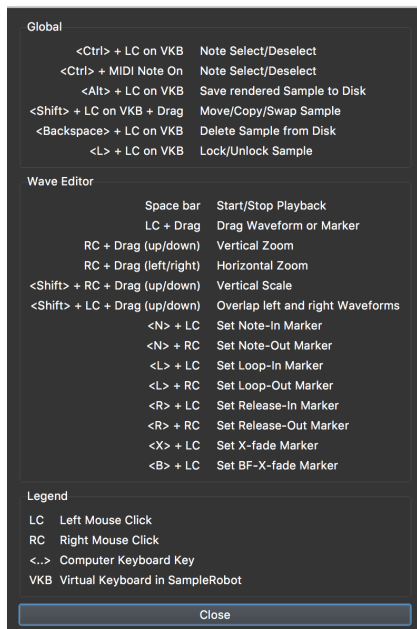 Global
<Ctrl> + LC on VKB Note Select/Deselect
<Ctrl> + MIDI Note On Note Select/Deselect
<Alt> + LC on VKB Save rendered Sample to Disk
<Shift> + LC on VKB + Drag Move/Copy/Swap Sample
<Backspace> + LC on VKB Delete Sample from Disk
<L> + LC on VKB Lock/Unlock Sample
Wave Editor
Space bar Start/Stop Playback
LC + Drag Drag Waveform or Marker
RC + Drag (up/down) Vertical Zoom
RC + Drag (left/right) Horizontal Zoom
<Shift> + RC + Drag (up/down) Vertical Scale
<Shift> + LC + Drag (up/down) Overlap left and right Waveforms
<N> + LC Set Note-In Marker
<N> + RC Set Note-Out Marker
<L> + LC Set Loop-In Marker
<L> + RC Set Loop-Out Marker
<R> + LC Set Release-In Marker
<R> + RC Set Release-Out Marker
<X> + LC Set X-fade Marker
<B> + LC Set BF-X-fade Marker
Legend
LC Left Mouse Click
RC Right Mouse Click
<..> Computer Keyboard Key
VKB Virtual Keyboard in SampleRobot
Close